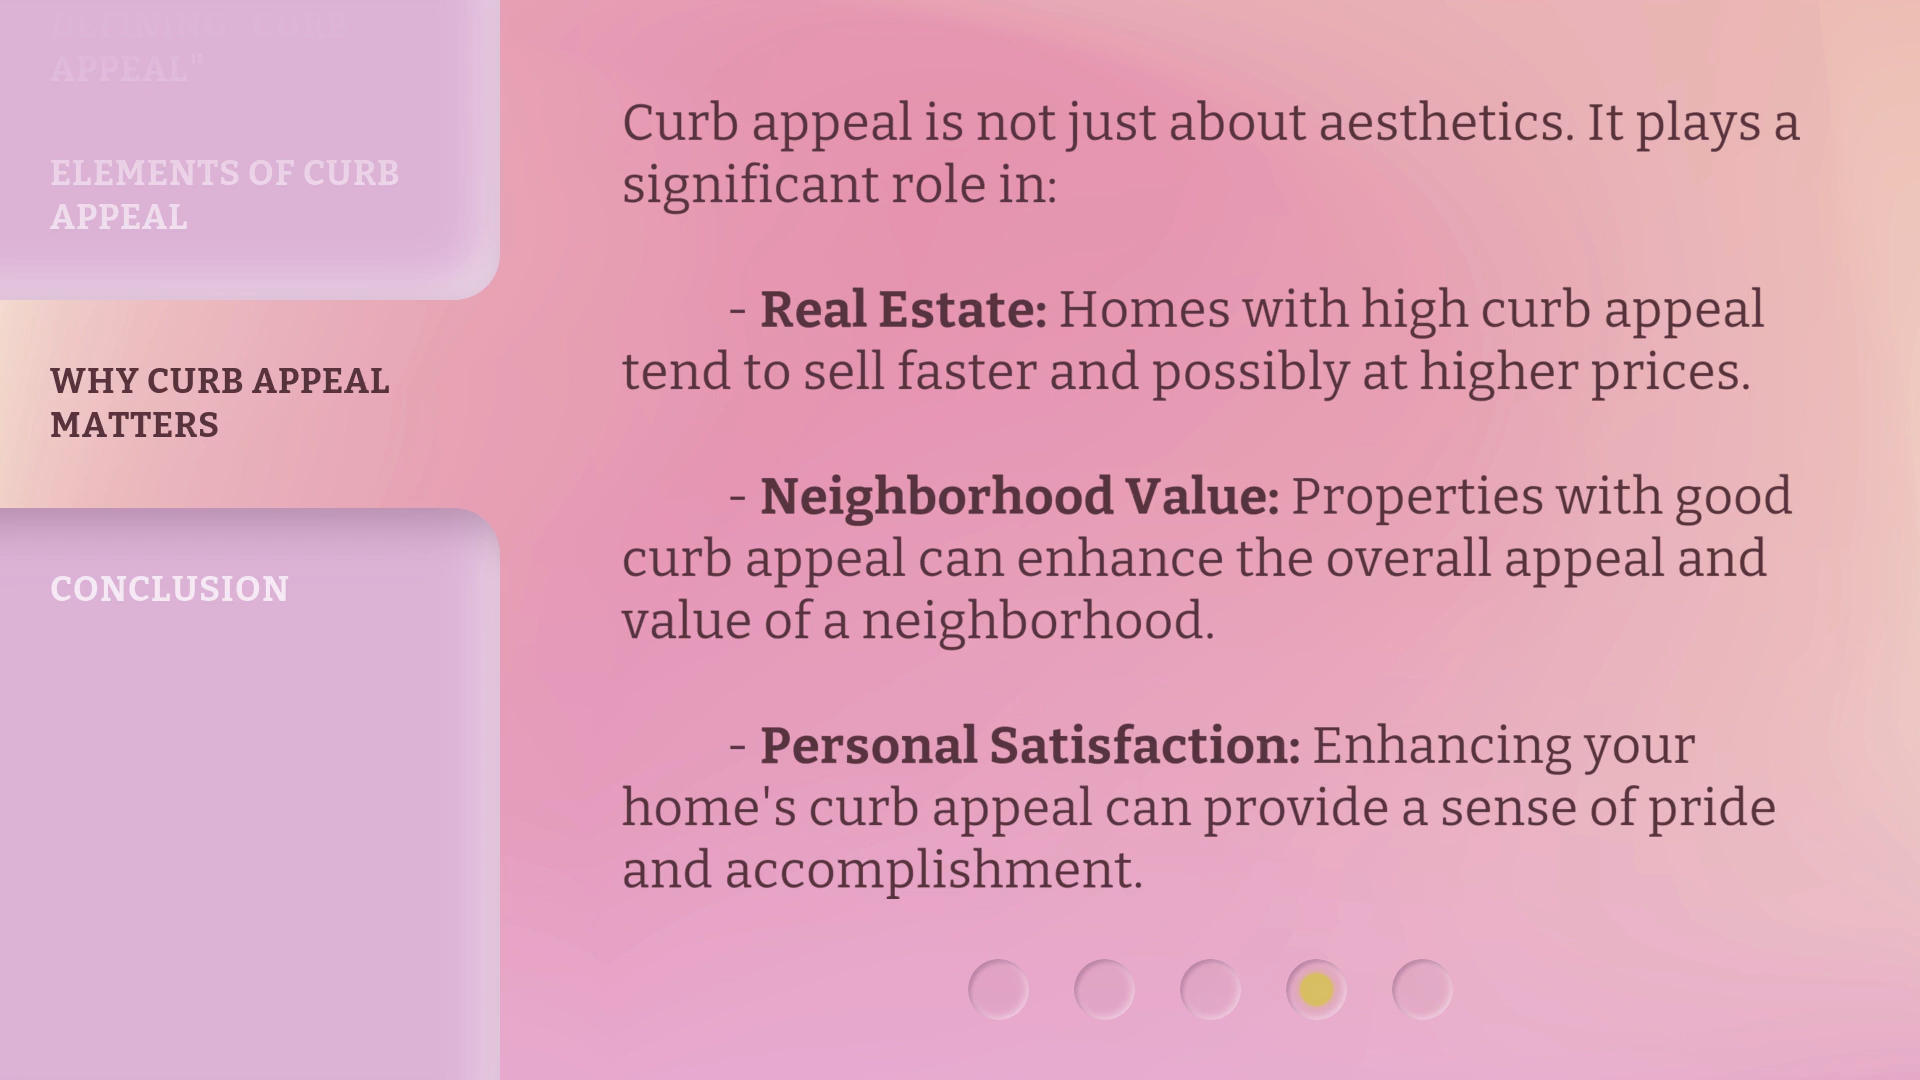 DEFINING "CURB
APPEAL"
ELEMENTS OF CURB
APPEAL
WHY CURB APPEAL
MATTERS
CONCLUSION
Curb appeal is not just about aesthetics. It plays a
significant role in:
- Real Estate: Homes with high curb appeal
tend to sell faster and possibly at higher prices.
- Neighborhood Value: Properties with good
curb appeal can enhance the overall appeal and
value of a neighborhood.
- Personal Satisfaction: Enhancing your
home's curb appeal can provide a sense of pride
and accomplishment.